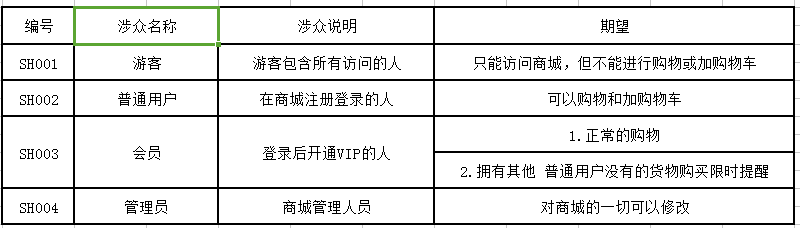 编号 涉众名称 涉众说明 期望
SH001 游客 游客包含所有访问的人 只能访问商城，但不能进行购物或加购物车
SH002 普通用户 在商城注册登录的人 可以购物和加购物车
SH003 会员 登录后开通VIP的人 1.正常的购物
2.拥有其他 普通用户没有的货物购买限时提醒
SH004 管理员 商城管理人员 对商城的一切可以修改